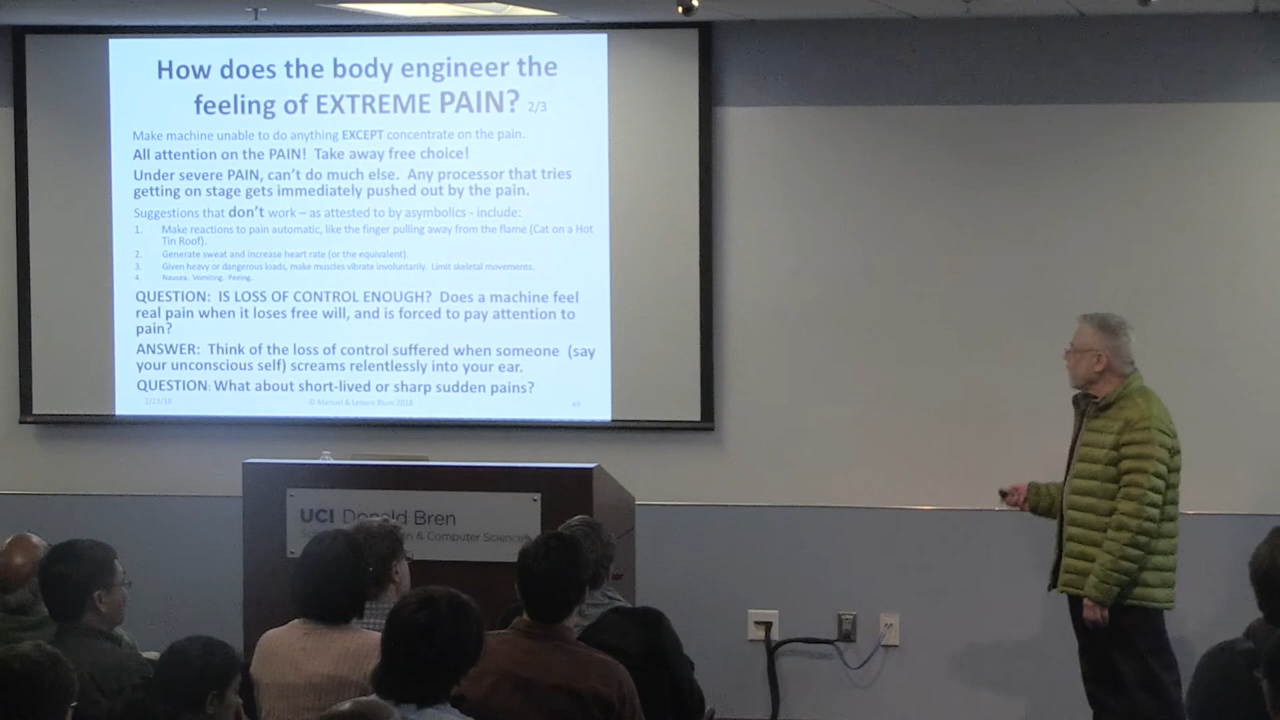 How does the body engineer the
feeling of EXTREME PAIN? 2/3
Make machine unable to do anything EXCEPT concentrate on the pain.
All attention on the PAIN! Take away free choice!
Under severe PAIN, can't do much else. Any processor that tries
getting on stage gets immediately pushed out by the pain.
Suggestions that don't work – as attested to by asymbolics - include:
1. Make reactions to pain automatic, like the finger pulling away from the flame (Cat on a Hot
Tin Roof).
2. Generate sweat and increase heart rate (or the equivalent).
3. Given heavy or dangerous loads, make muscles vibrate involuntarily. Limit skeletal movements.
4. Nausea. Vomiting. Peeing.
QUESTION: IS LOSS OF CONTROL ENOUGH? Does a machine feel
real pain when it loses free will, and is forced to pay attention to
pain?
ANSWER: Think of the loss of control suffered when someone (say
your unconscious self) screams relentlessly into your ear.
QUESTION: What about short-lived or sharp sudden pains?
2/23/18 © Manuel & Lenore Blum 2018
UCI Donald Bren
& Computer Sciences